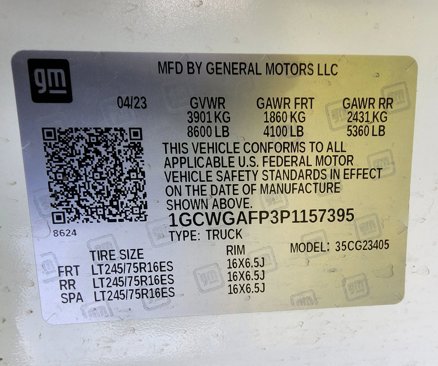 gm
MFD BY GENERAL MOTORS LLC
04/23 GVWR GAWR FRT GAWR RR
3901 KG 1860 KG 2431 KG
8600 LB 4100 LB 5360 LB
THIS VEHICLE CONFORMS TO ALL
APPLICABLE U.S. FEDERAL MOTOR
VEHICLE SAFETY STANDARDS IN EFFECT
ON THE DATE OF MANUFACTURE
SHOWN ABOVE.
1GCWGAFP3P1157395
8624
TYPE: TRUCK MODEL: 35CG23405
TIRE SIZE RIM
FRT LT245/75R16ES 16X6.5J
RR LT245/75R16ES 16X6.5J
SPA LT245/75R16ES 16X6.5J